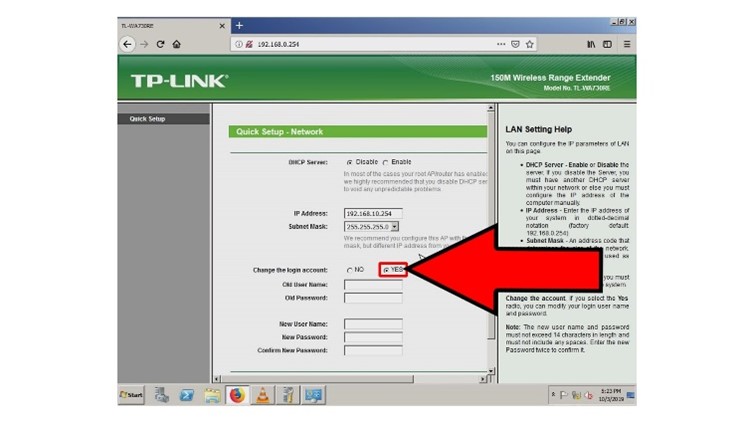 TL-WA730RE
192.168.0.254
TP-LINK®
150M Wireless Range Extender
Model No. TL-WA730RE
Quick Setup
Quick Setup - Network
DHCP Server: Disable Enable
In most of the cases your root AP/router has enabled
we highly recommended that you disable DHCP ser
to void any unpredictable problems.
IP Address: 192.168.10.254
Subnet Mask: 255.255.255.0
We recommend you configure this AP with
mask, but different IP address from
Change the login account: NO YES
Old User Name:
Old Password:
New User Name:
New Password:
Confirm New Password:
LAN Setting Help
You can configure the IP parameters of LAN
on this page.
• DHCP Server - Enable or Disable the
server. If you disable the Server, you
must have another DHCP server
within your network or else you must
configure the IP address of the
computer manually.
• IP Address - Enter the IP address of
your system in dotted-decimal
notation (factory default
192.168.0.254)
• Subnet Mask - An address code that
used as
you must
system.
Change the account. If you select the Yes
radio, you can modify your login user name
and password.
Note: The new user name and password
must not exceed 14 characters in length and
must not include any spaces. Enter the new
Password twice to confirm it.
Start
5:23 PM
10/3/2019